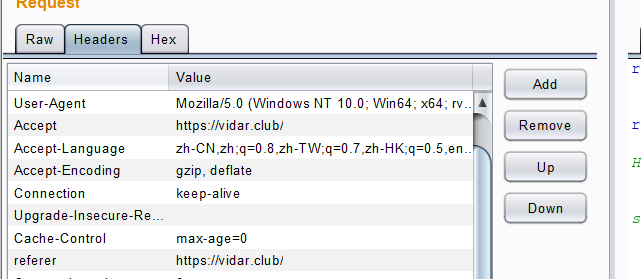 Request
Raw Headers Hex
Name Value
User-Agent Mozilla/5.0 (Windows NT 10.0; Win64; x64; rv...
Accept https://vidar.club/
Accept-Language zh-CN,zh;q=0.8,zh-TW;q=0.7,zh-HK;q=0.5,en...
Accept-Encoding gzip, deflate
Connection keep-alive
Upgrade-Insecure-Re...
Cache-Control max-age=0
referer https://vidar.club/
Add
Remove
Up
Down
r
r
H
s